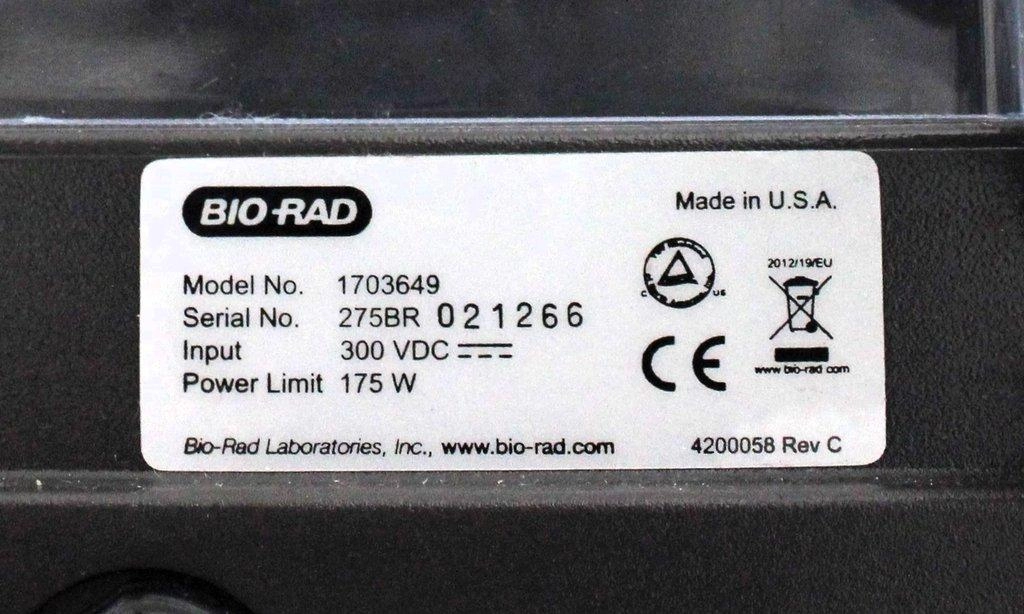 BIO-RAD
Made in U.S.A.
Model No. 1703649
Serial No. 275BR 021266
Input 300 VDC
Power Limit 175 W
C US
2012/19/EU
CE
www.bio-rad.com
Bio-Rad Laboratories, Inc., www.bio-rad.com
4200058 Rev C